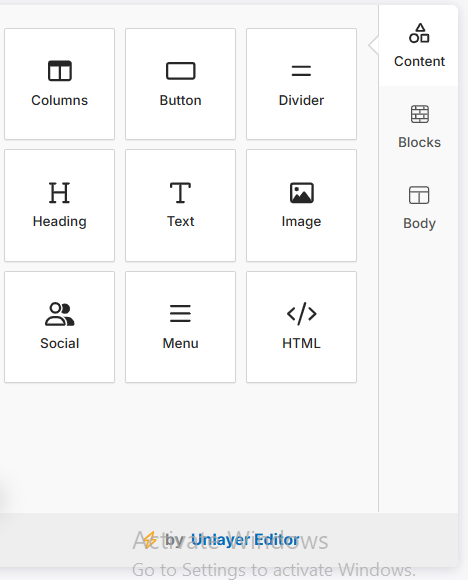 Content
Columns
Button
Divider
Blocks
Heading
Text
Image
Body
Social
Menu
HTML
by Unlayer Editor
Activate Windows
Go to Settings to activate Windows.